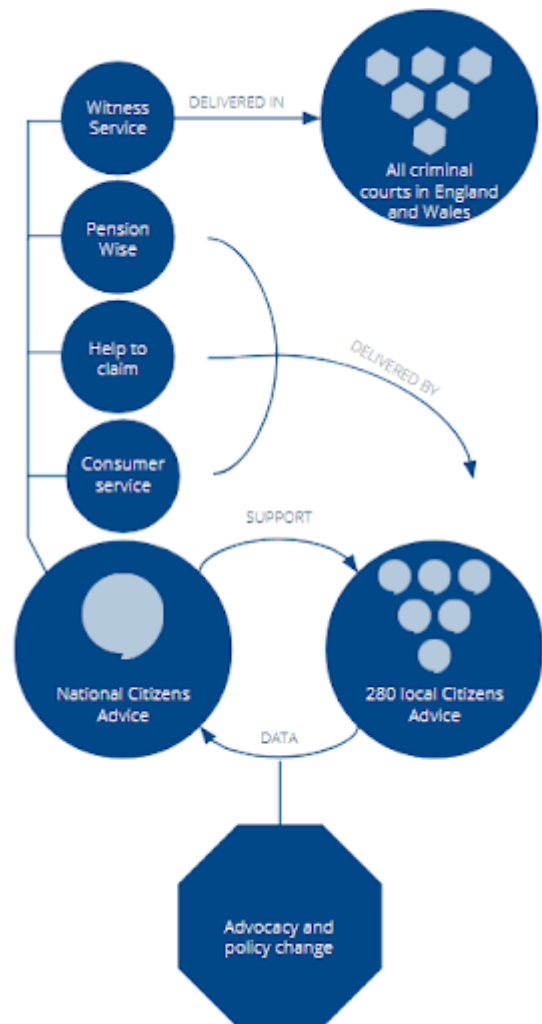 Witness
Service
DELIVERED IN
All criminal
courts in England
and Wales
Pension
Wise
Help to
claim
DELIVERED BY
Consumer
service
SUPPORT
National Citizens
Advice
280 local Citizens
Advice
DATA
Advocacy and
policy change